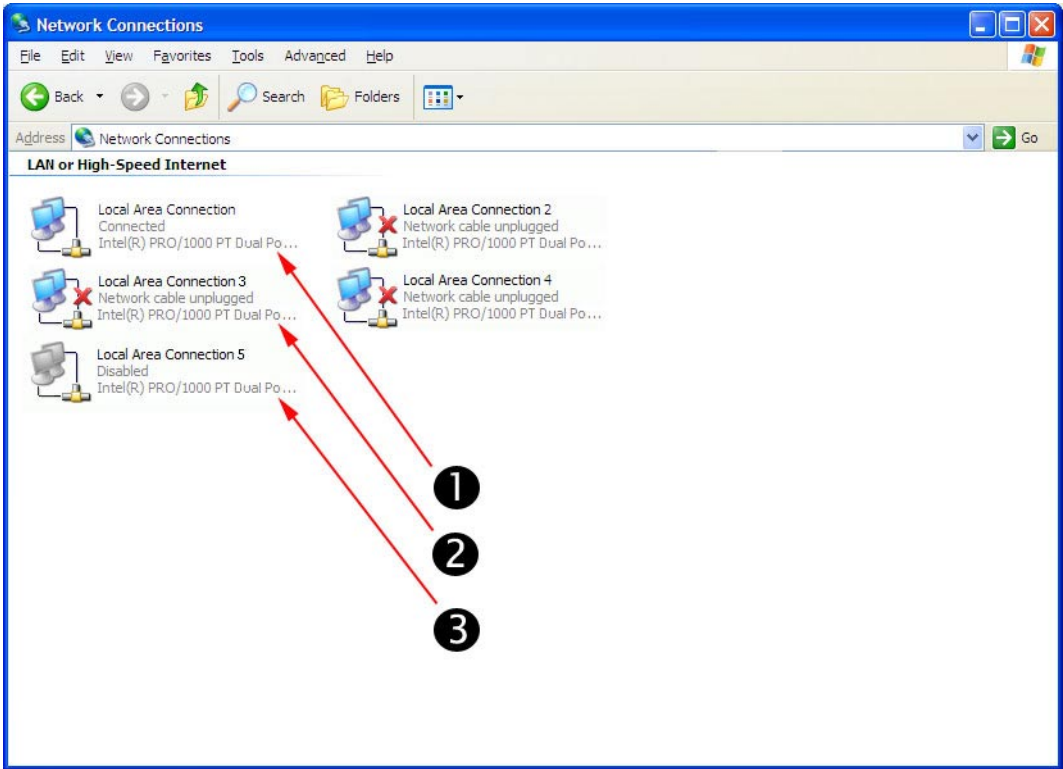 Network Connections
File Edit View Favorites Tools Advanced Help
Back Search Folders
Address Network Connections Go
LAN or High-Speed Internet
Local Area Connection
Connected
Intel(R) PRO/1000 PT Dual Po...
Local Area Connection 2
Network cable unplugged
Intel(R) PRO/1000 PT Dual Po...
Local Area Connection 3
Network cable unplugged
Intel(R) PRO/1000 PT Dual Po...
Local Area Connection 4
Network cable unplugged
Intel(R) PRO/1000 PT Dual Po...
Local Area Connection 5
Disabled
Intel(R) PRO/1000 PT Dual Po...
1
2
3